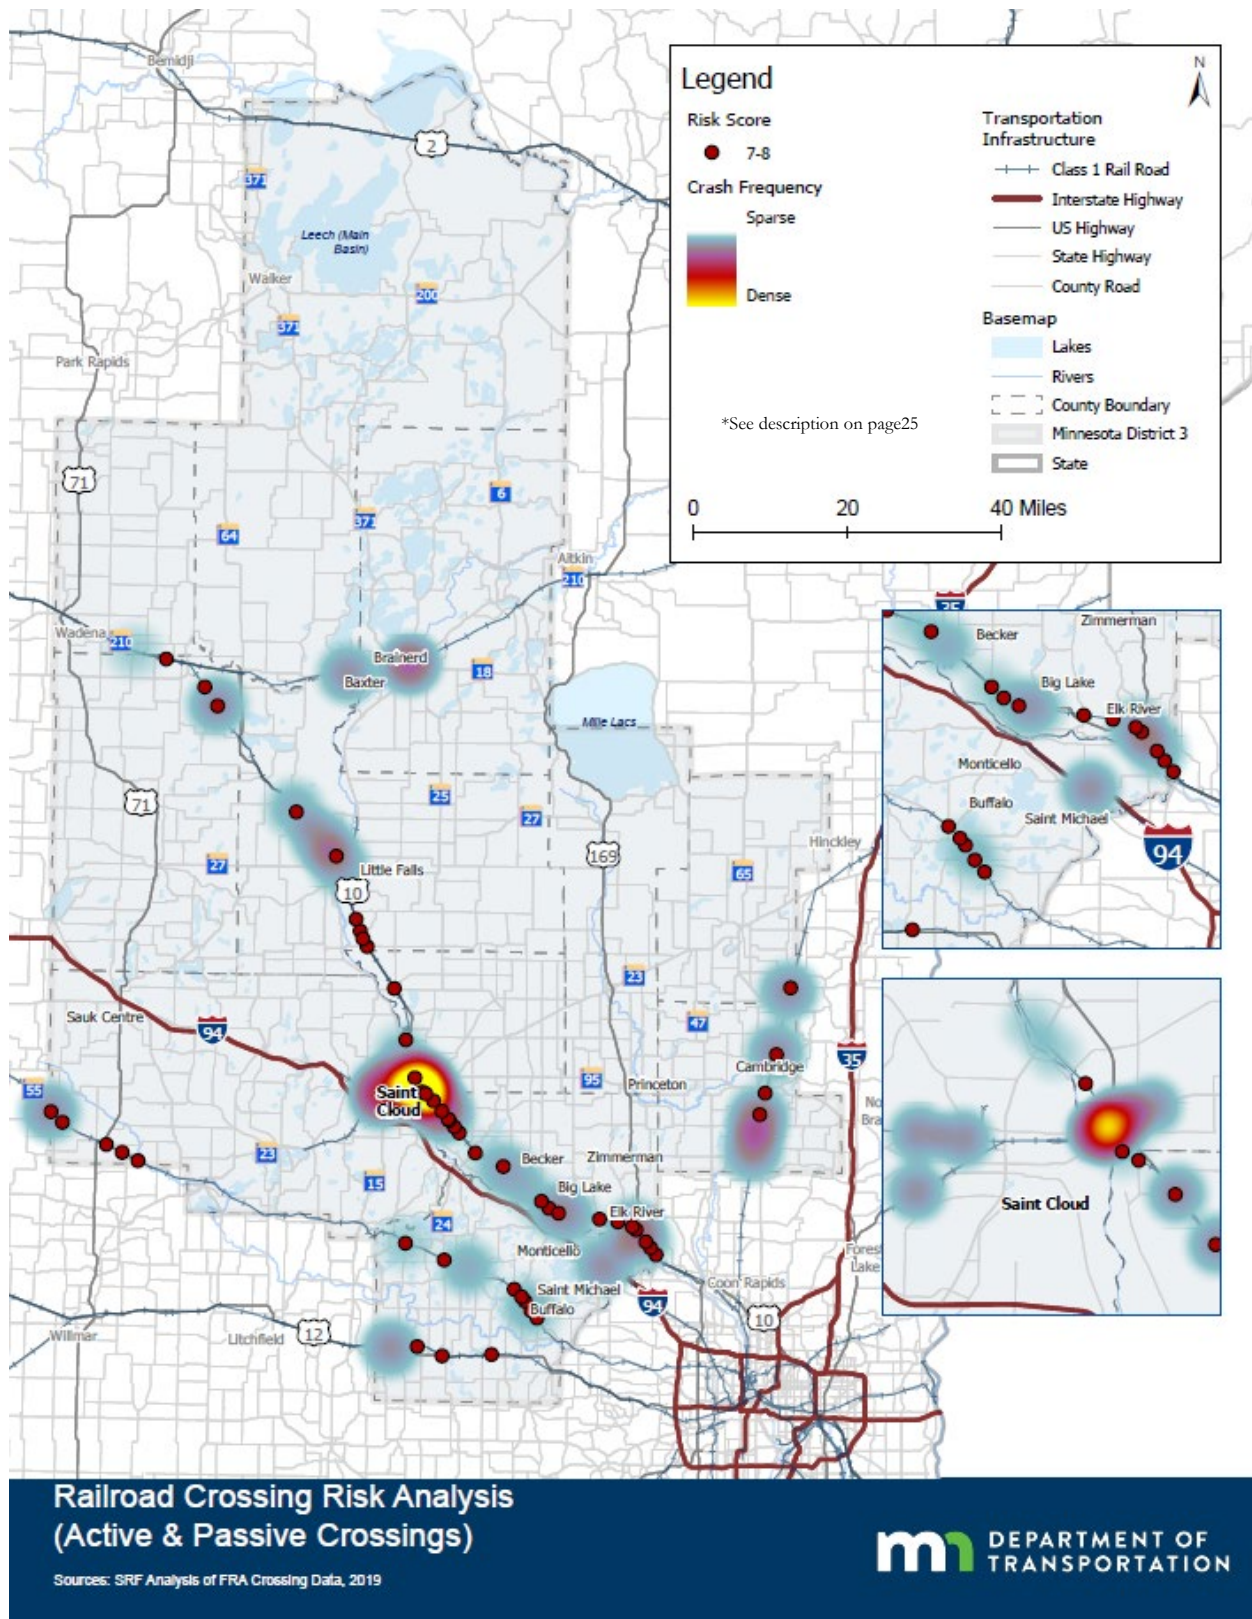 Bemidji
2
371
Leech (Main
Basin)
Walker
200
371
Park Rapids
71
6
64
371
Aitkin
210
Wadena
210
Brainerd
Baxter
18
Mille Lacs
71
25
27
Hinckley
27
Little Falls
169
65
10
23
Sauk Centre
94
47
35
Cambridge
55
Saint
Cloud
95
Princeton
No
Bra
23
Becker
Zimmerman
15
Big Lake
24
Elk River
Monticello
Forest
Lake
Saint Michael
Coon Rapids
Buffalo
94
10
Willmar
Litchfield
12
Legend
N
Risk Score
7-8
Crash Frequency
Sparse
Dense
Transportation
Infrastructure
Class 1 Rail Road
Interstate Highway
US Highway
State Highway
County Road
Basemap
Lakes
Rivers
County Boundary
Minnesota District 3
State
*See description on page25
0 20 40 Miles
35
Zimmerman
Becker
Big Lake
Elk River
Monticello
Buffalo
Saint Michael
94
Saint Cloud
Railroad Crossing Risk Analysis
(Active & Passive Crossings)
Sources: SRF Analysis of FRA Crossing Data, 2019
mn DEPARTMENT OF
TRANSPORTATION